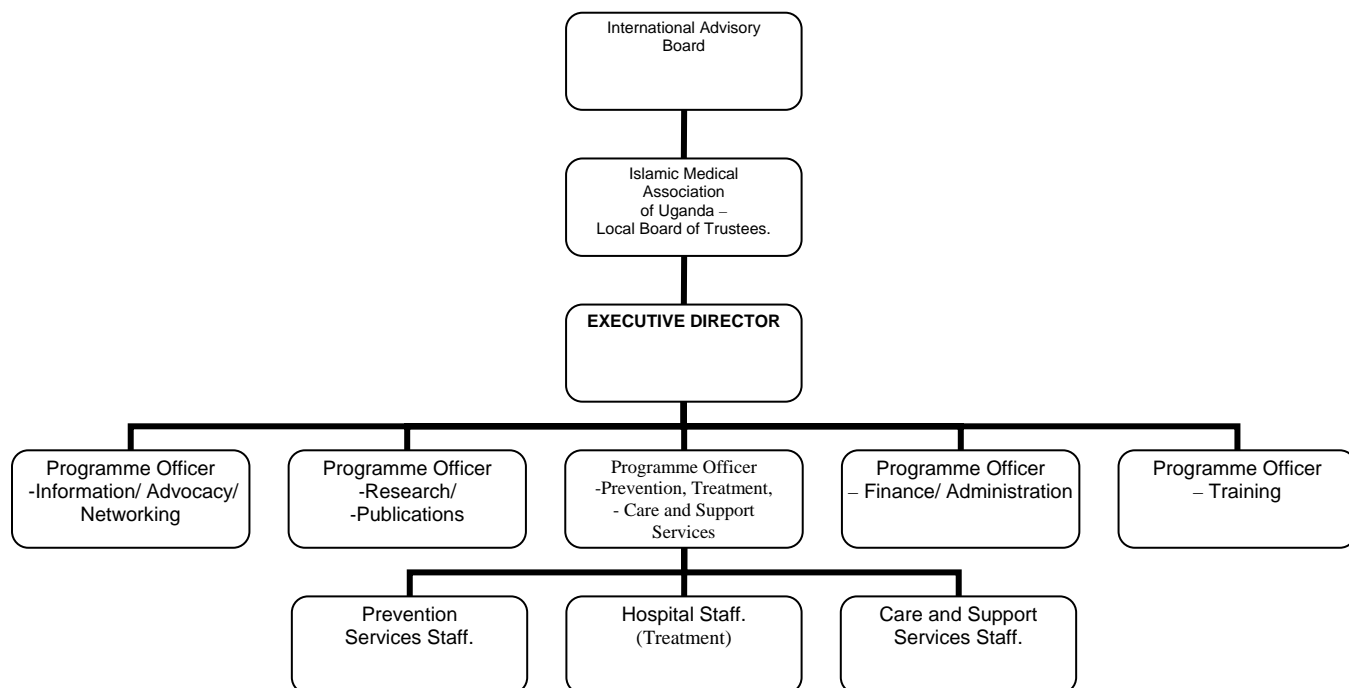 International Advisory
Board
Islamic Medical
Association
of Uganda –
Local Board of Trustees.
EXECUTIVE DIRECTOR
Programme Officer
-Information/ Advocacy/
Networking
Programme Officer
-Research/
-Publications
Programme Officer
-Prevention, Treatment,
- Care and Support
Services
Programme Officer
– Finance/ Administration
Programme Officer
– Training
Prevention
Services Staff.
Hospital Staff.
(Treatment)
Care and Support
Services Staff.